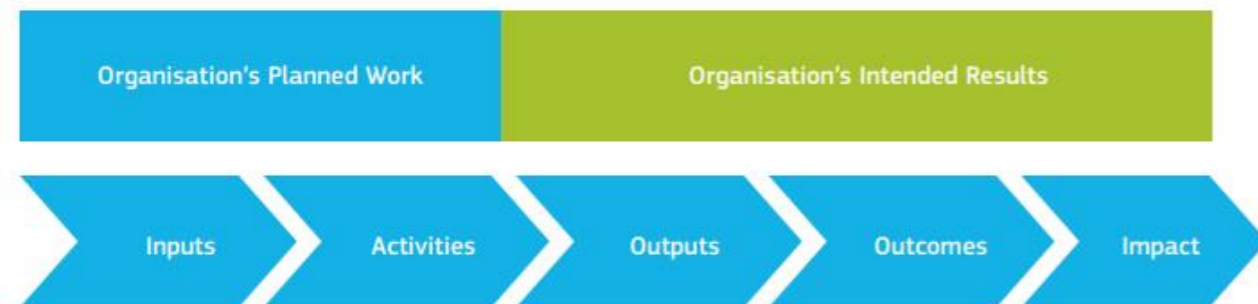 Organisation's Planned Work
Organisation's Intended Results
Inputs
Activities
Outputs
Outcomes
Impact